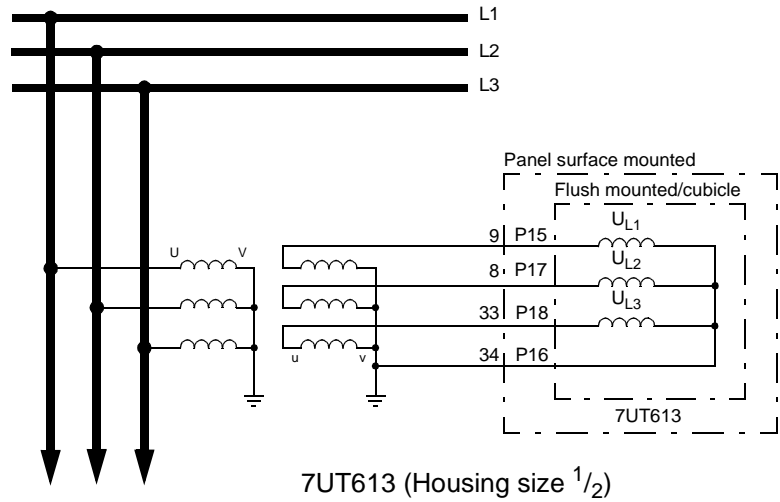 L1
L2
L3
Panel surface mounted
Flush mounted/cubicle
U V
9 P15 UL1
8 P17 UL2
33 P18 UL3
u v
34 P16
7UT613
7UT613 (Housing size 1/2)